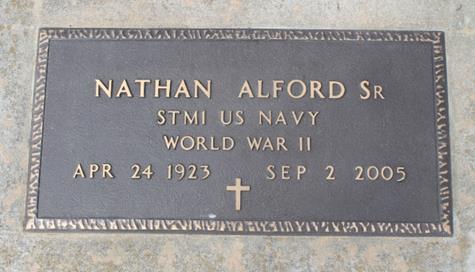 NATHAN ALFORD SR
STM1 US NAVY
WORLD WAR II
APR 24 1923 SEP 2 2005